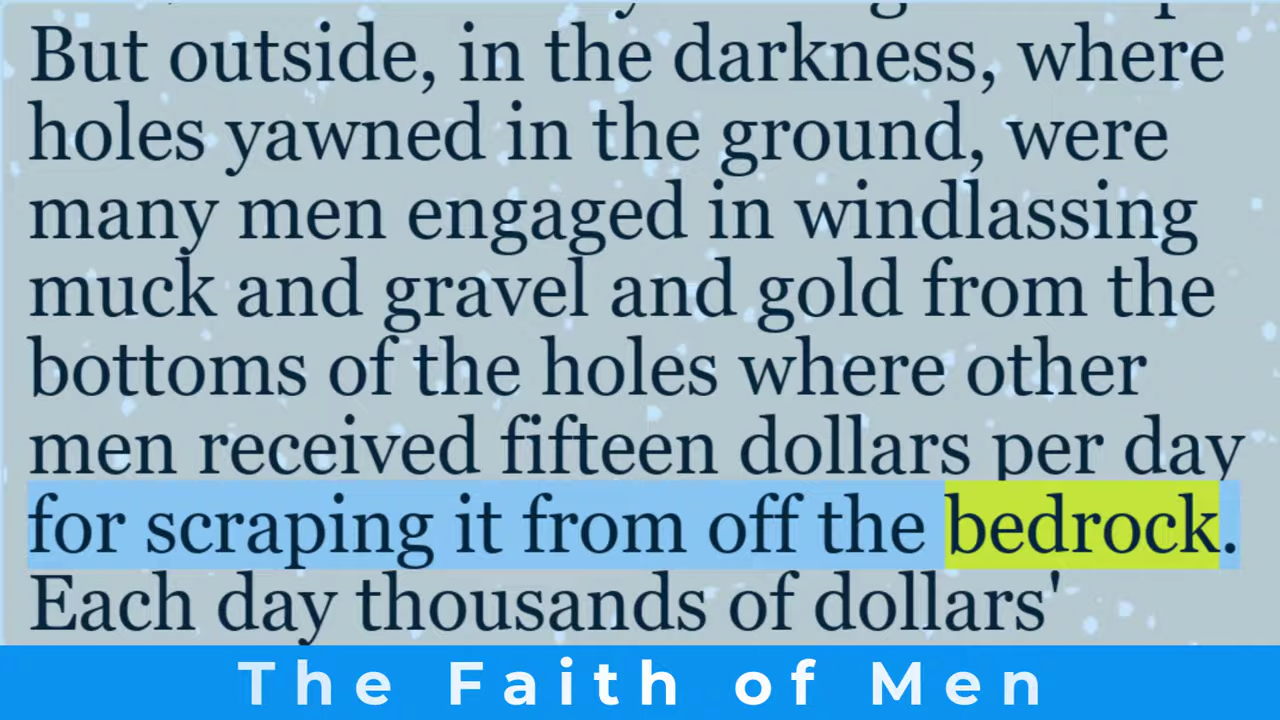 But outside, in the darkness, where
holes yawned in the ground, were
many men engaged in windlassing
muck and gravel and gold from the
bottoms of the holes where other
men received fifteen dollars per day
for scraping it from off the bedrock.
Each day thousands of dollars'
The Faith of Men